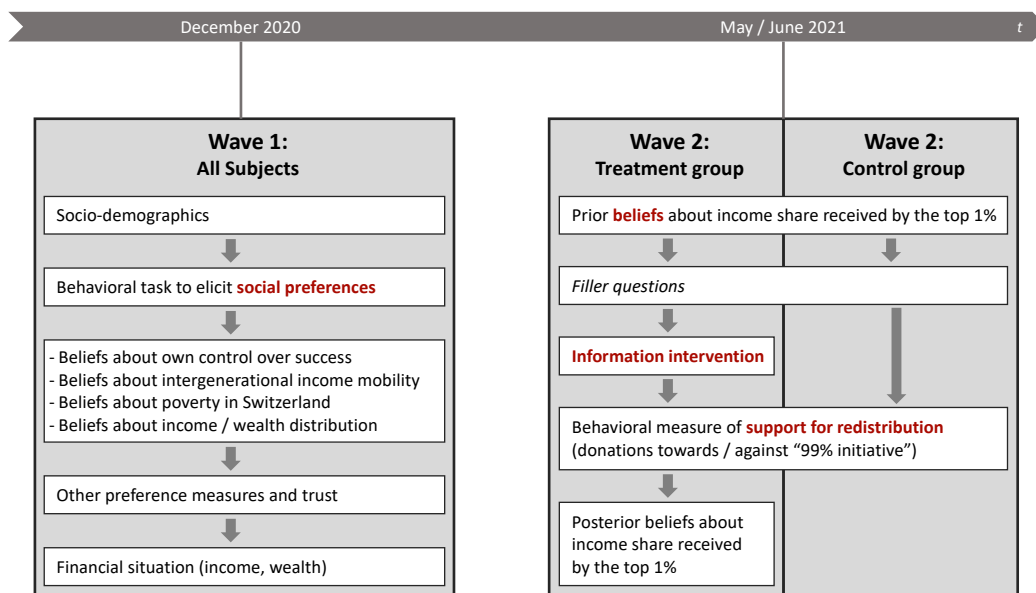 December 2020
May / June 2021
t
Wave 1:
All Subjects
Socio-demographics
Behavioral task to elicit social preferences
- Beliefs about own control over success
- Beliefs about intergenerational income mobility
- Beliefs about poverty in Switzerland
- Beliefs about income / wealth distribution
Other preference measures and trust
Financial situation (income, wealth)
Wave 2:
Treatment group
Wave 2:
Control group
Prior beliefs about income share received by the top 1%
Filler questions
Information intervention
Behavioral measure of support for redistribution
(donations towards / against “99% initiative”)
Posterior beliefs about
income share received
by the top 1%